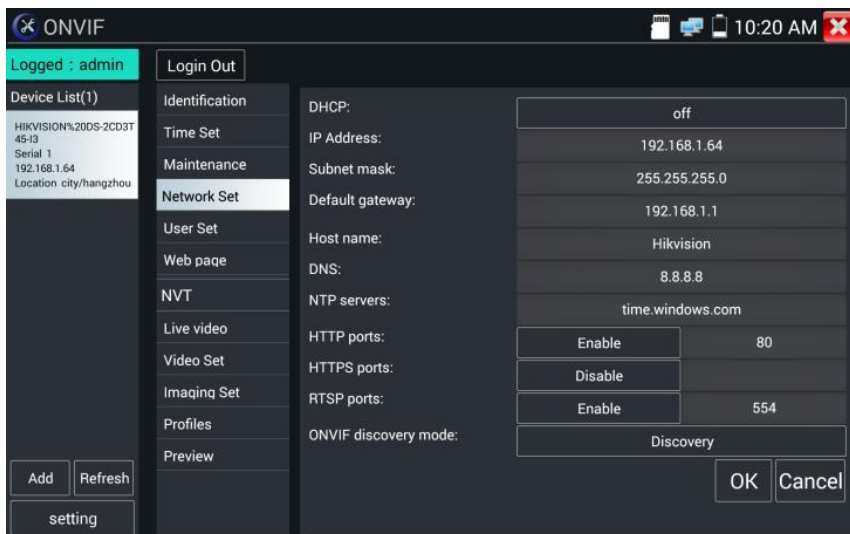 ONVIF
10:20 AM
Logged : admin
Login Out
Device List(1)
HIKVISION%20DS-2CD3T
45-I3
Serial 1
192.168.1.64
Location city/hangzhou
Add
Refresh
setting
Identification
Time Set
Maintenance
Network Set
User Set
Web page
NVT
Live video
Video Set
Imaging Set
Profiles
Preview
DHCP:
off
IP Address:
192.168.1.64
Subnet mask:
255.255.255.0
Default gateway:
192.168.1.1
Host name:
Hikvision
DNS:
8.8.8.8
NTP servers:
time.windows.com
HTTP ports:
Enable
80
HTTPS ports:
Disable
RTSP ports:
Enable
554
ONVIF discovery mode:
Discovery
OK
Cancel